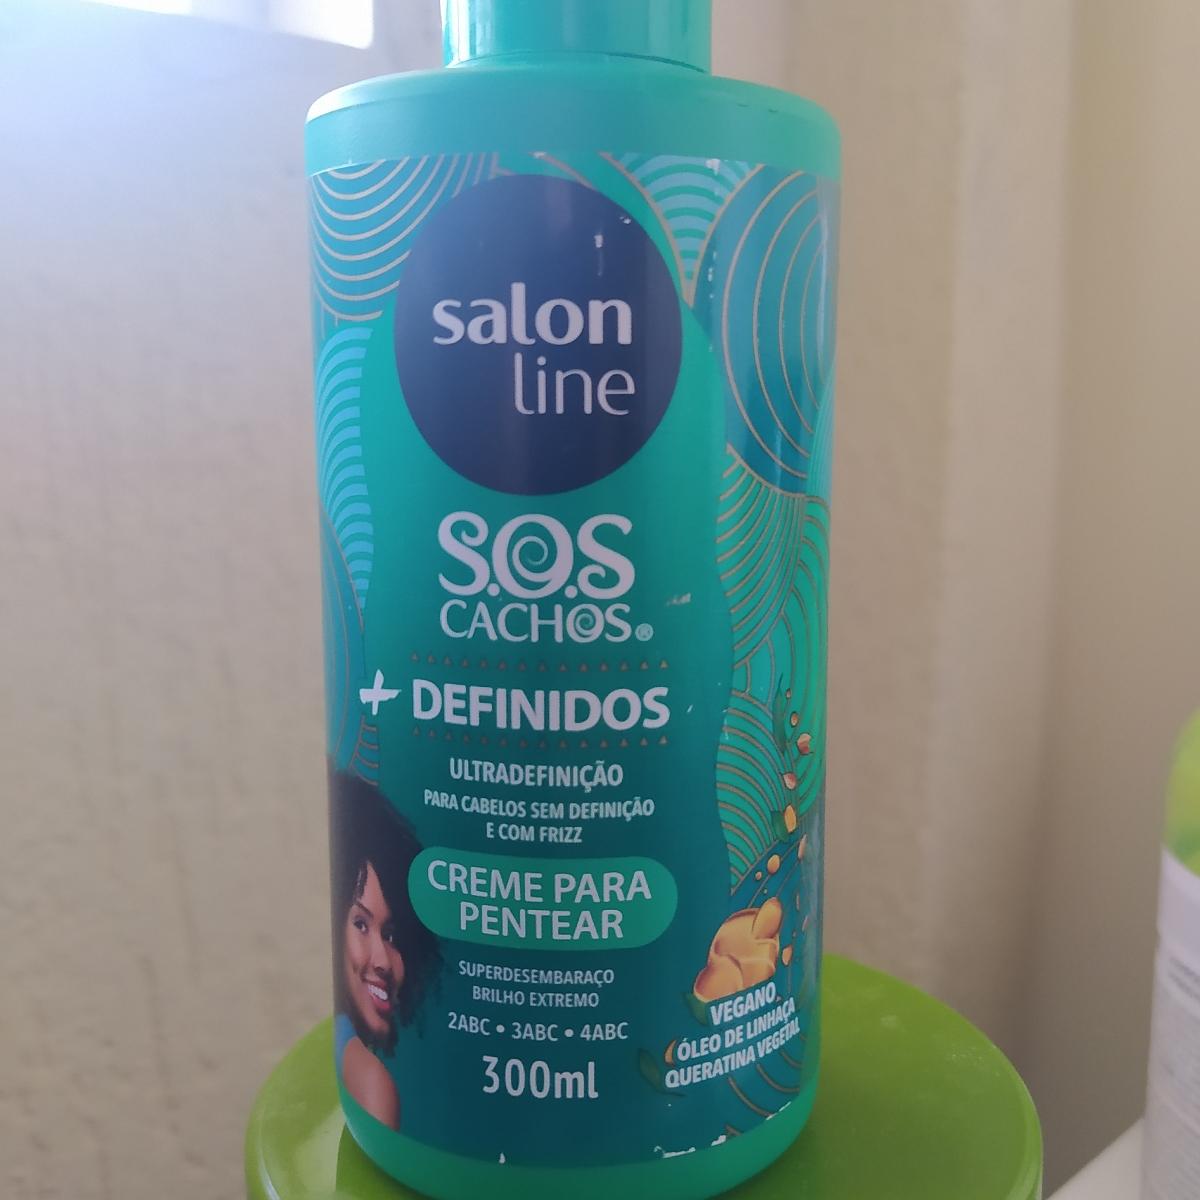 salon
line
S.O.S
CACHOS®
+ DEFINIDOS
ULTRADEFINIÇÃO
PARA CABELOS SEM DEFINIÇÃO
E COM FRIZZ
CREME PARA
PENTEAR
SUPERDESEMBARAÇO
BRILHO EXTREMO
2ABC • 3ABC • 4ABC
300ml
VEGANO
ÓLEO DE LINHAÇA
QUERATINA VEGETAL